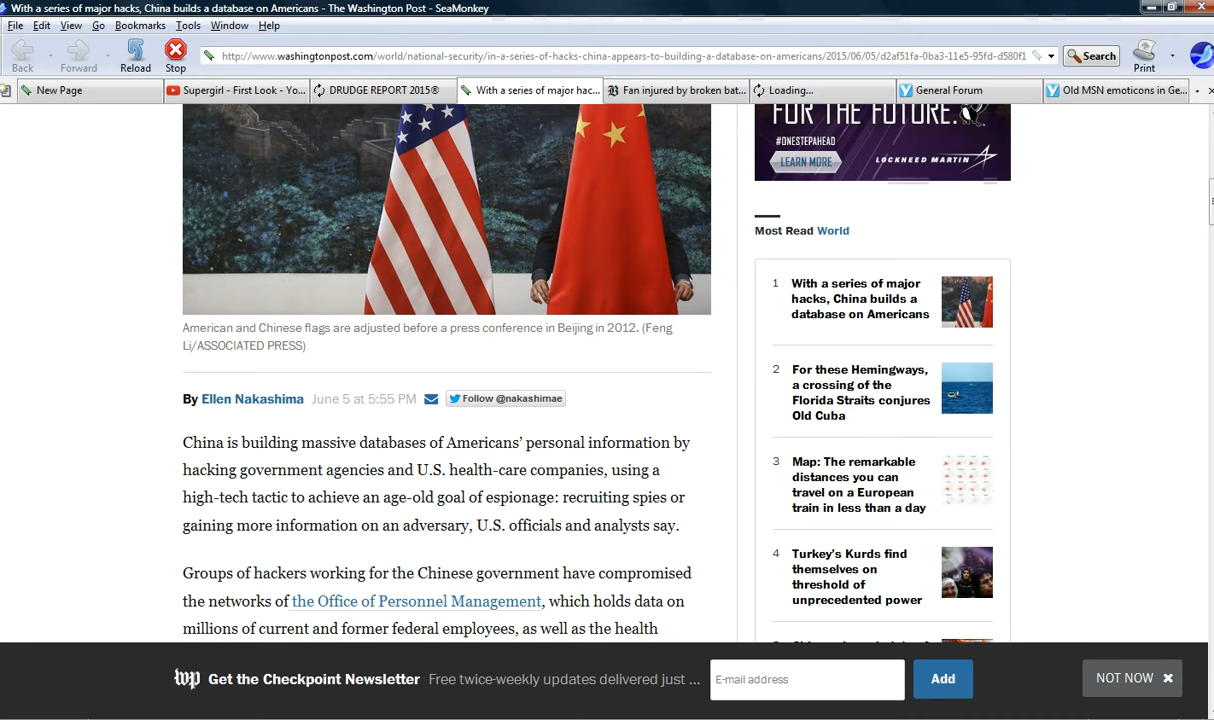 With a series of major hacks, China builds a database on Americans - The Washington Post - SeaMonkey
File Edit View Go Bookmarks Tools Window Help
Back Forward Reload Stop
http://www.washingtonpost.com/world/national-security/in-a-series-of-hacks-china-appears-to-building-a-database-on-americans/2015/06/05/d2af51fa-0ba3-11e5-95fd-d580f1
Search
Print
New Page
Supergirl - First Look - Yo...
DRUDGE REPORT 2015®
With a series of major hac...
Fan injured by broken bat...
Loading...
General Forum
Old MSN emoticons in Ge...
FOR THE FUTURE.
#ONESTEPAHEAD
LEARN MORE
LOCKHEED MARTIN
American and Chinese flags are adjusted before a press conference in Beijing in 2012. (Feng
Li/ASSOCIATED PRESS)
By Ellen Nakashima June 5 at 5:55 PM
Follow @nakashimae
China is building massive databases of Americans’ personal information by
hacking government agencies and U.S. health-care companies, using a
high-tech tactic to achieve an age-old goal of espionage: recruiting spies or
gaining more information on an adversary, U.S. officials and analysts say.
Groups of hackers working for the Chinese government have compromised
the networks of the Office of Personnel Management, which holds data on
millions of current and former federal employees, as well as the health
Most Read World
1 With a series of major
hacks, China builds a
database on Americans
2 For these Hemingways,
a crossing of the
Florida Straits conjures
Old Cuba
3 Map: The remarkable
distances you can
travel on a European
train in less than a day
4 Turkey’s Kurds find
themselves on
threshold of
unprecedented power
wp Get the Checkpoint Newsletter Free twice-weekly updates delivered just ...
E-mail address
Add
NOT NOW ✖